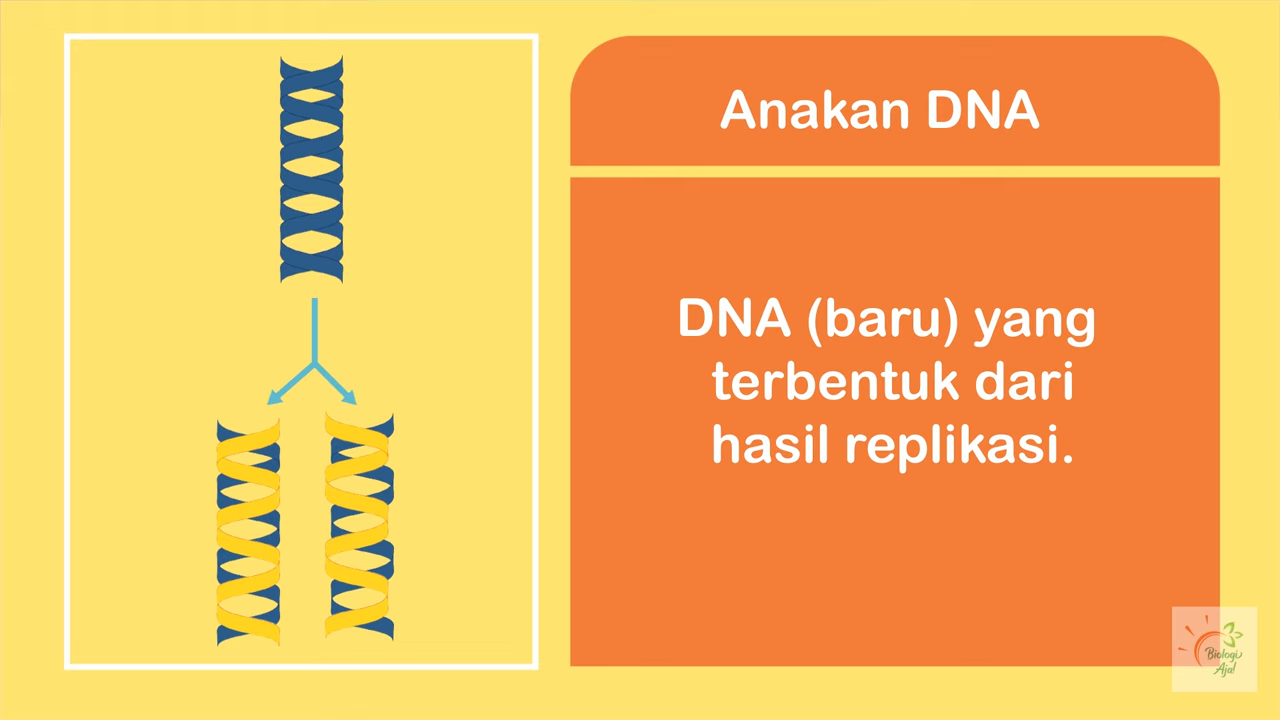 Anakan DNA
DNA (baru) yang
terbentuk dari
hasil replikasi.
Biologi
Aja!